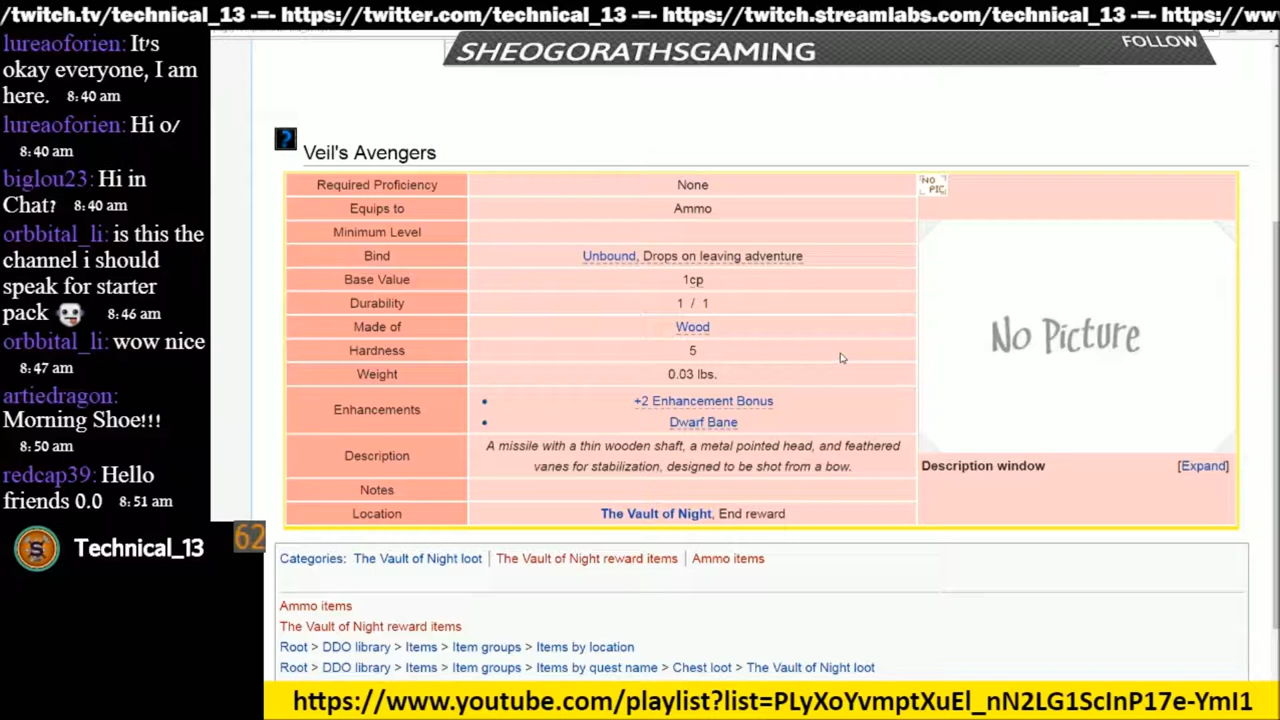 /twitch.tv/technical_13 -=- https://twitter.com/technical_13 -=- https://twitch.streamlabs.com/technical_13 -=- https://www
lureaoforien: It's
okay everyone, I am
here. 8:40 am
lureaoforien: Hi o/
8:40 am
biglou23: Hi in
Chat? 8:40 am
orbbital_li: is this the
channel i should
speak for starter
pack 8:46 am
orbbital_li: wow nice
8:47 am
artiedragon:
Morning Shoe!!!
8:50 am
redcap39: Hello
friends 0.0 8:51 am
Technical_13
62
SHEOGORATHSGAMING
FOLLOW
Veil's Avengers
Required Proficiency None
Equips to Ammo
Minimum Level
Bind Unbound, Drops on leaving adventure
Base Value 1cp
Durability 1 / 1
Made of Wood
Hardness 5
Weight 0.03 lbs.
Enhancements
+2 Enhancement Bonus
Dwarf Bane
Description
A missile with a thin wooden shaft, a metal pointed head, and feathered
vanes for stabilization, designed to be shot from a bow.
Notes
Location The Vault of Night, End reward
NO
PIC
No Picture
Description window [Expand]
Categories: The Vault of Night loot | The Vault of Night reward items | Ammo items
Ammo items
The Vault of Night reward items
Root > DDO library > Items > Item groups > Items by location
Root > DDO library > Items > Item groups > Items by quest name > Chest loot > The Vault of Night loot
https://www.youtube.com/playlist?list=PLyXoYvmptXuEl_nN2LG1ScInP17e-YmI1